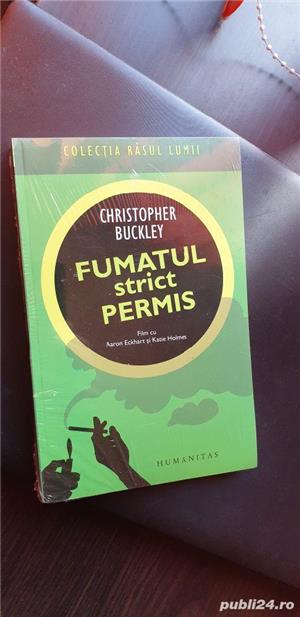 COLECȚIA RÂSUL LUMII
CHRISTOPHER
BUCKLEY
FUMATUL
strict
PERMIS
Film cu
Aaron Eckhart și Katie Holmes
HUMANITAS
publi24.ro